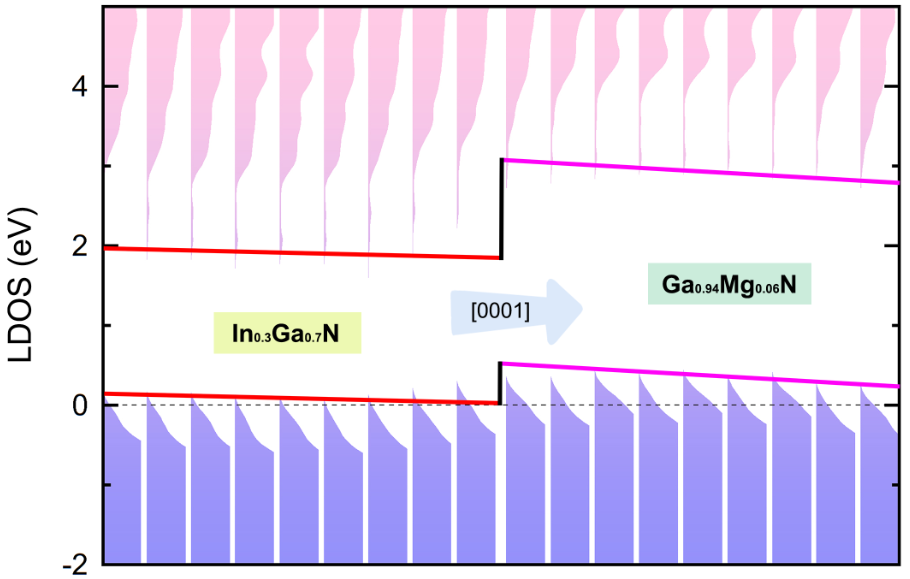 LDOS (eV)
4
2
0
-2
In0.3Ga0.7N
[0001]
Ga0.94Mg0.06N